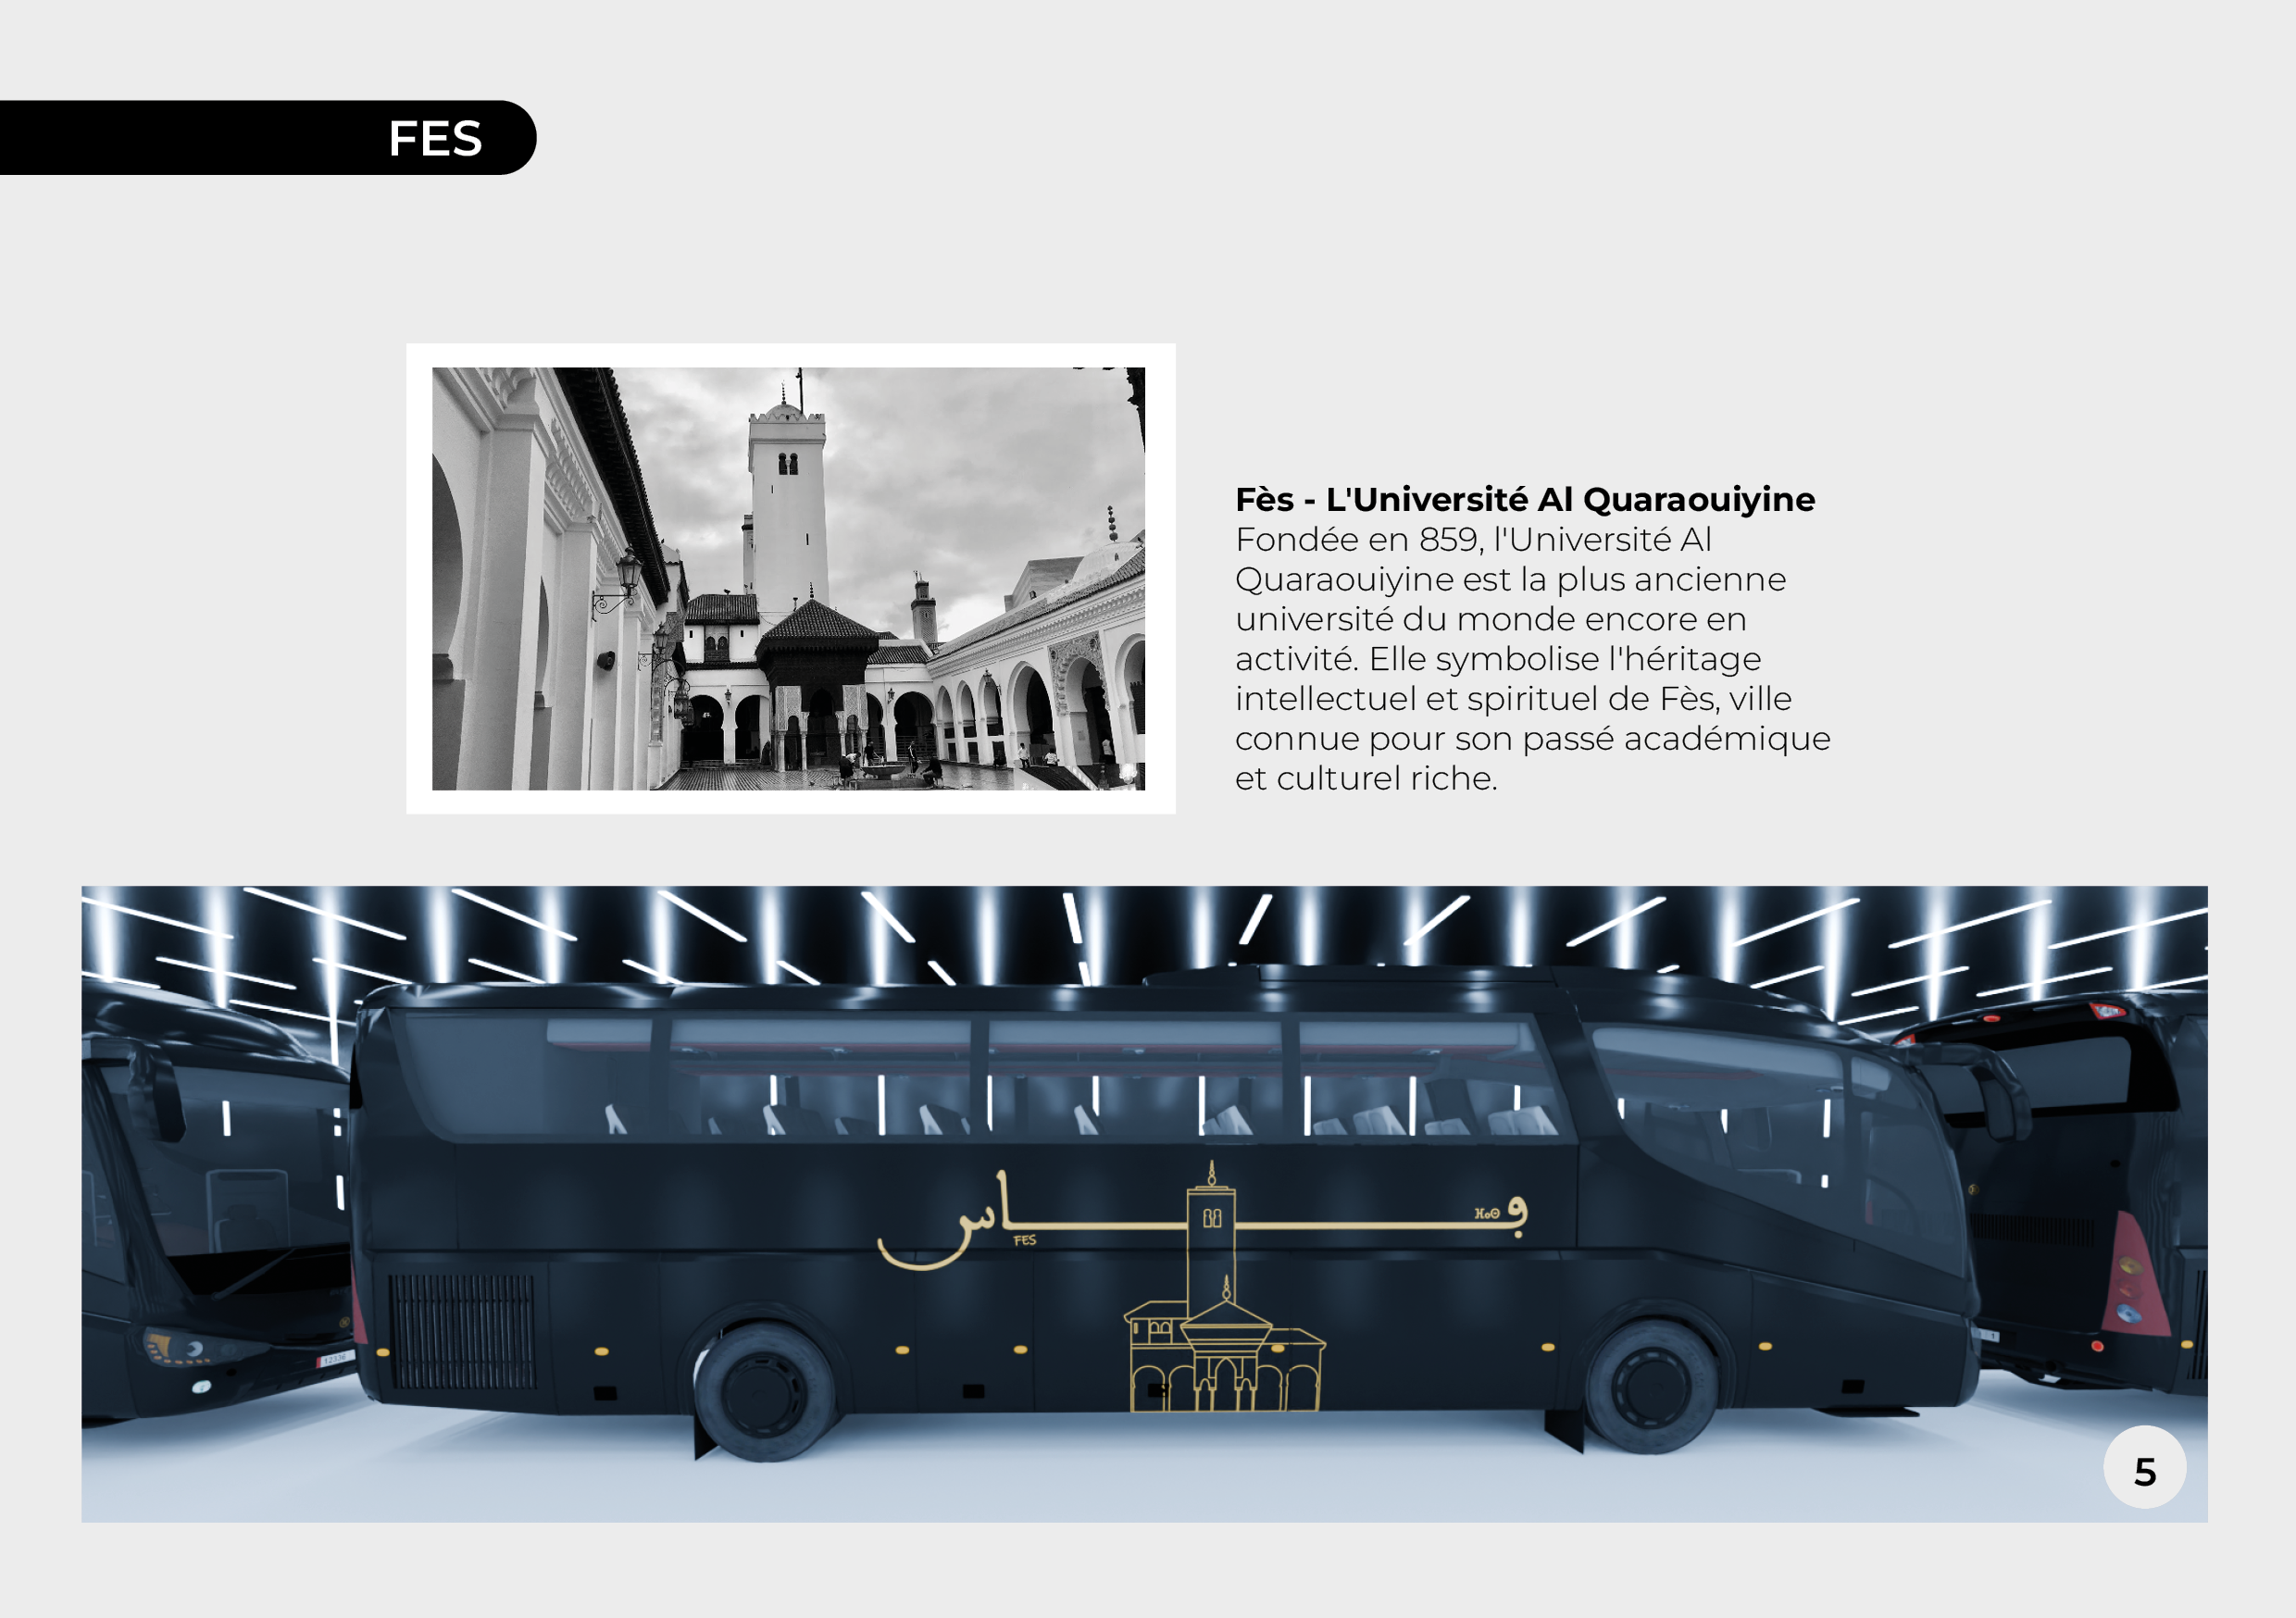 FES
Fès - L'Université Al Quaraouiyine
Fondée en 859, l'Université Al
Quaraouiyine est la plus ancienne
université du monde encore en
activité. Elle symbolise l'héritage
intellectuel et spirituel de Fès, ville
connue pour son passé académique
et culturel riche.
فاس
ⴼⴰⵙ
FES
12336
5